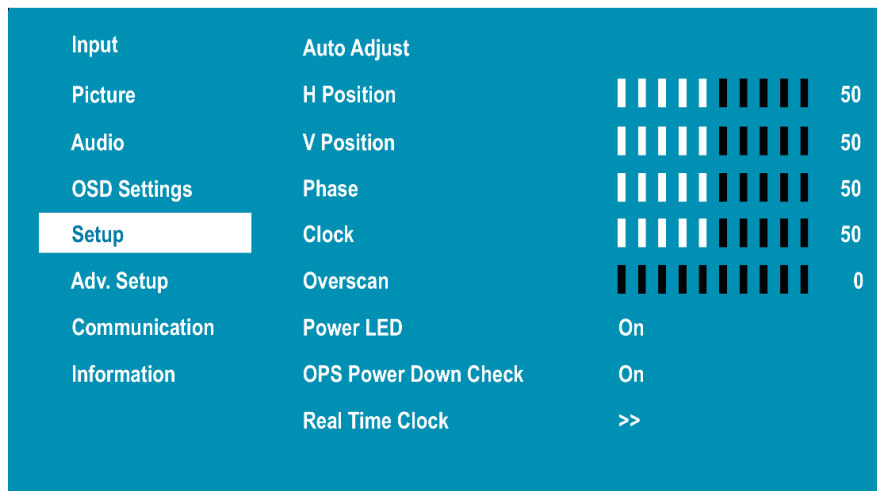 Input Auto Adjust
Picture H Position 50
Audio V Position 50
OSD Settings Phase 50
Setup Clock 50
Adv. Setup Overscan 0
Communication Power LED On
Information OPS Power Down Check On
Real Time Clock >>